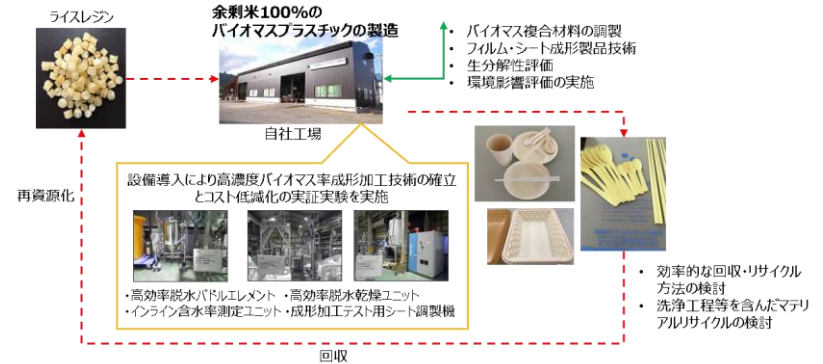 ライスレジン
余剰米100%の
バイオマスプラスチックの製造
自社工場
・ バイオマス複合材料の調製
・ フィルム・シート成形製品技術
・ 生分解性評価
・ 環境影響評価の実施
設備導入により高濃度バイオマス率成形加工技術の確立
とコスト低減化の実証実験を実施
・高効率脱水パドルエレメント ・高効率脱水乾燥ユニット
・インライン含水率測定ユニット ・成形加工テスト用シート調製機
再資源化
・ 効率的な回収・リサイクル
方法の検討
・ 洗浄工程等を含んだマテリ
アルリサイクルの検討
回収